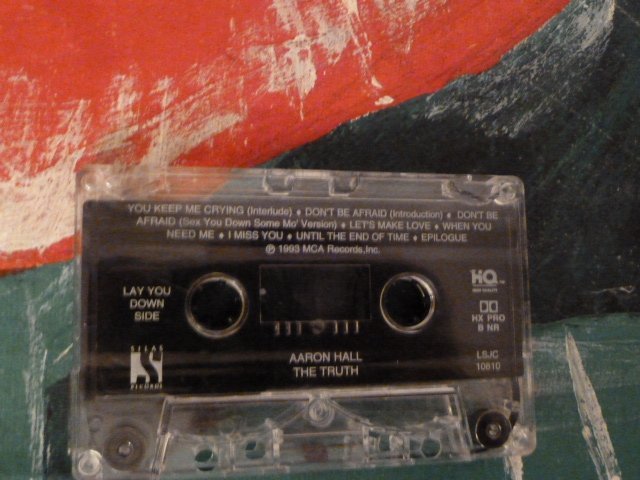 YOU KEEP ME CRYING (Interlude) ♦ DON'T BE AFRAID (Introduction) ♦ DON'T BE
AFRAID (Sex You Down Some Mo' Version) ♦ LET'S MAKE LOVE ♦ WHEN YOU
NEED ME ♦ I MISS YOU ♦ UNTIL THE END OF TIME ♦ EPILOGUE
℗ 1993 MCA Records, Inc.
LAY YOU
DOWN
SIDE
HQ
HIGH QUALITY
HX PRO
B NR
SILAS
S
RECORDS
AARON HALL
THE TRUTH
LSJC
10810